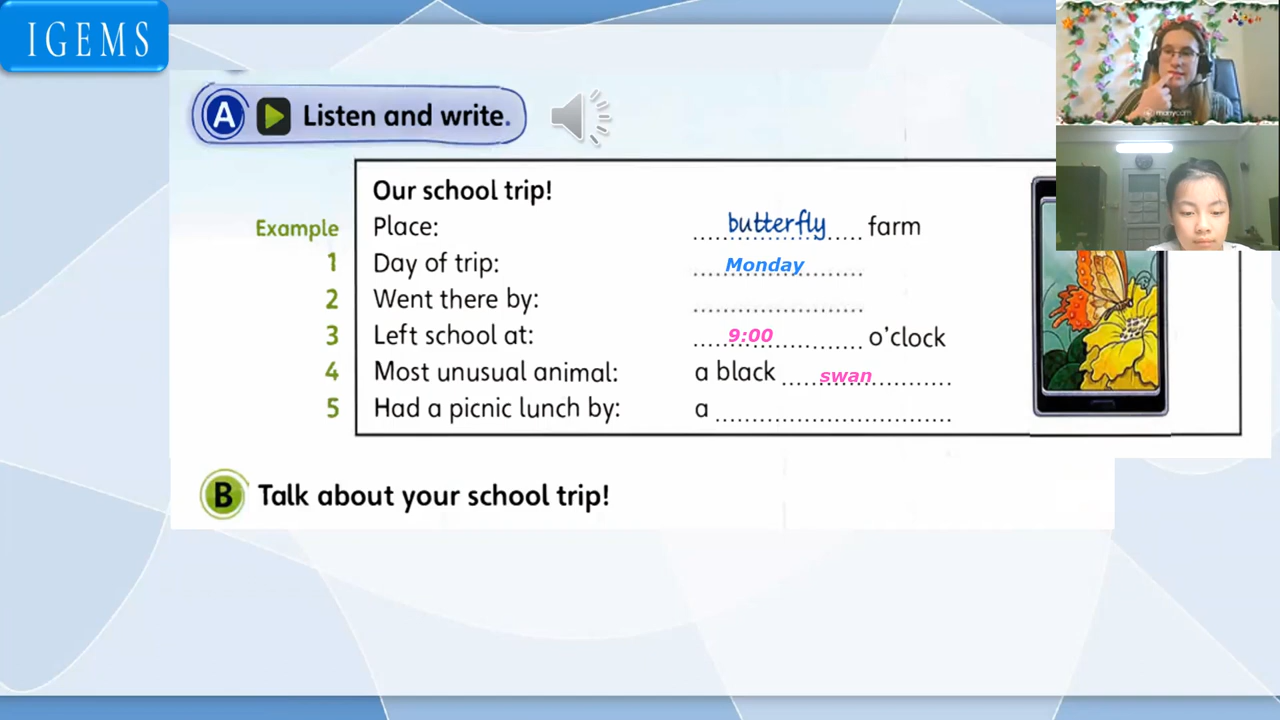 IGEMS
A Listen and write.
Our school trip!
Example Place: butterfly farm
1 Day of trip: Monday
2 Went there by:
3 Left school at: 9:00 o'clock
4 Most unusual animal: a black swan
5 Had a picnic lunch by: a
B Talk about your school trip!